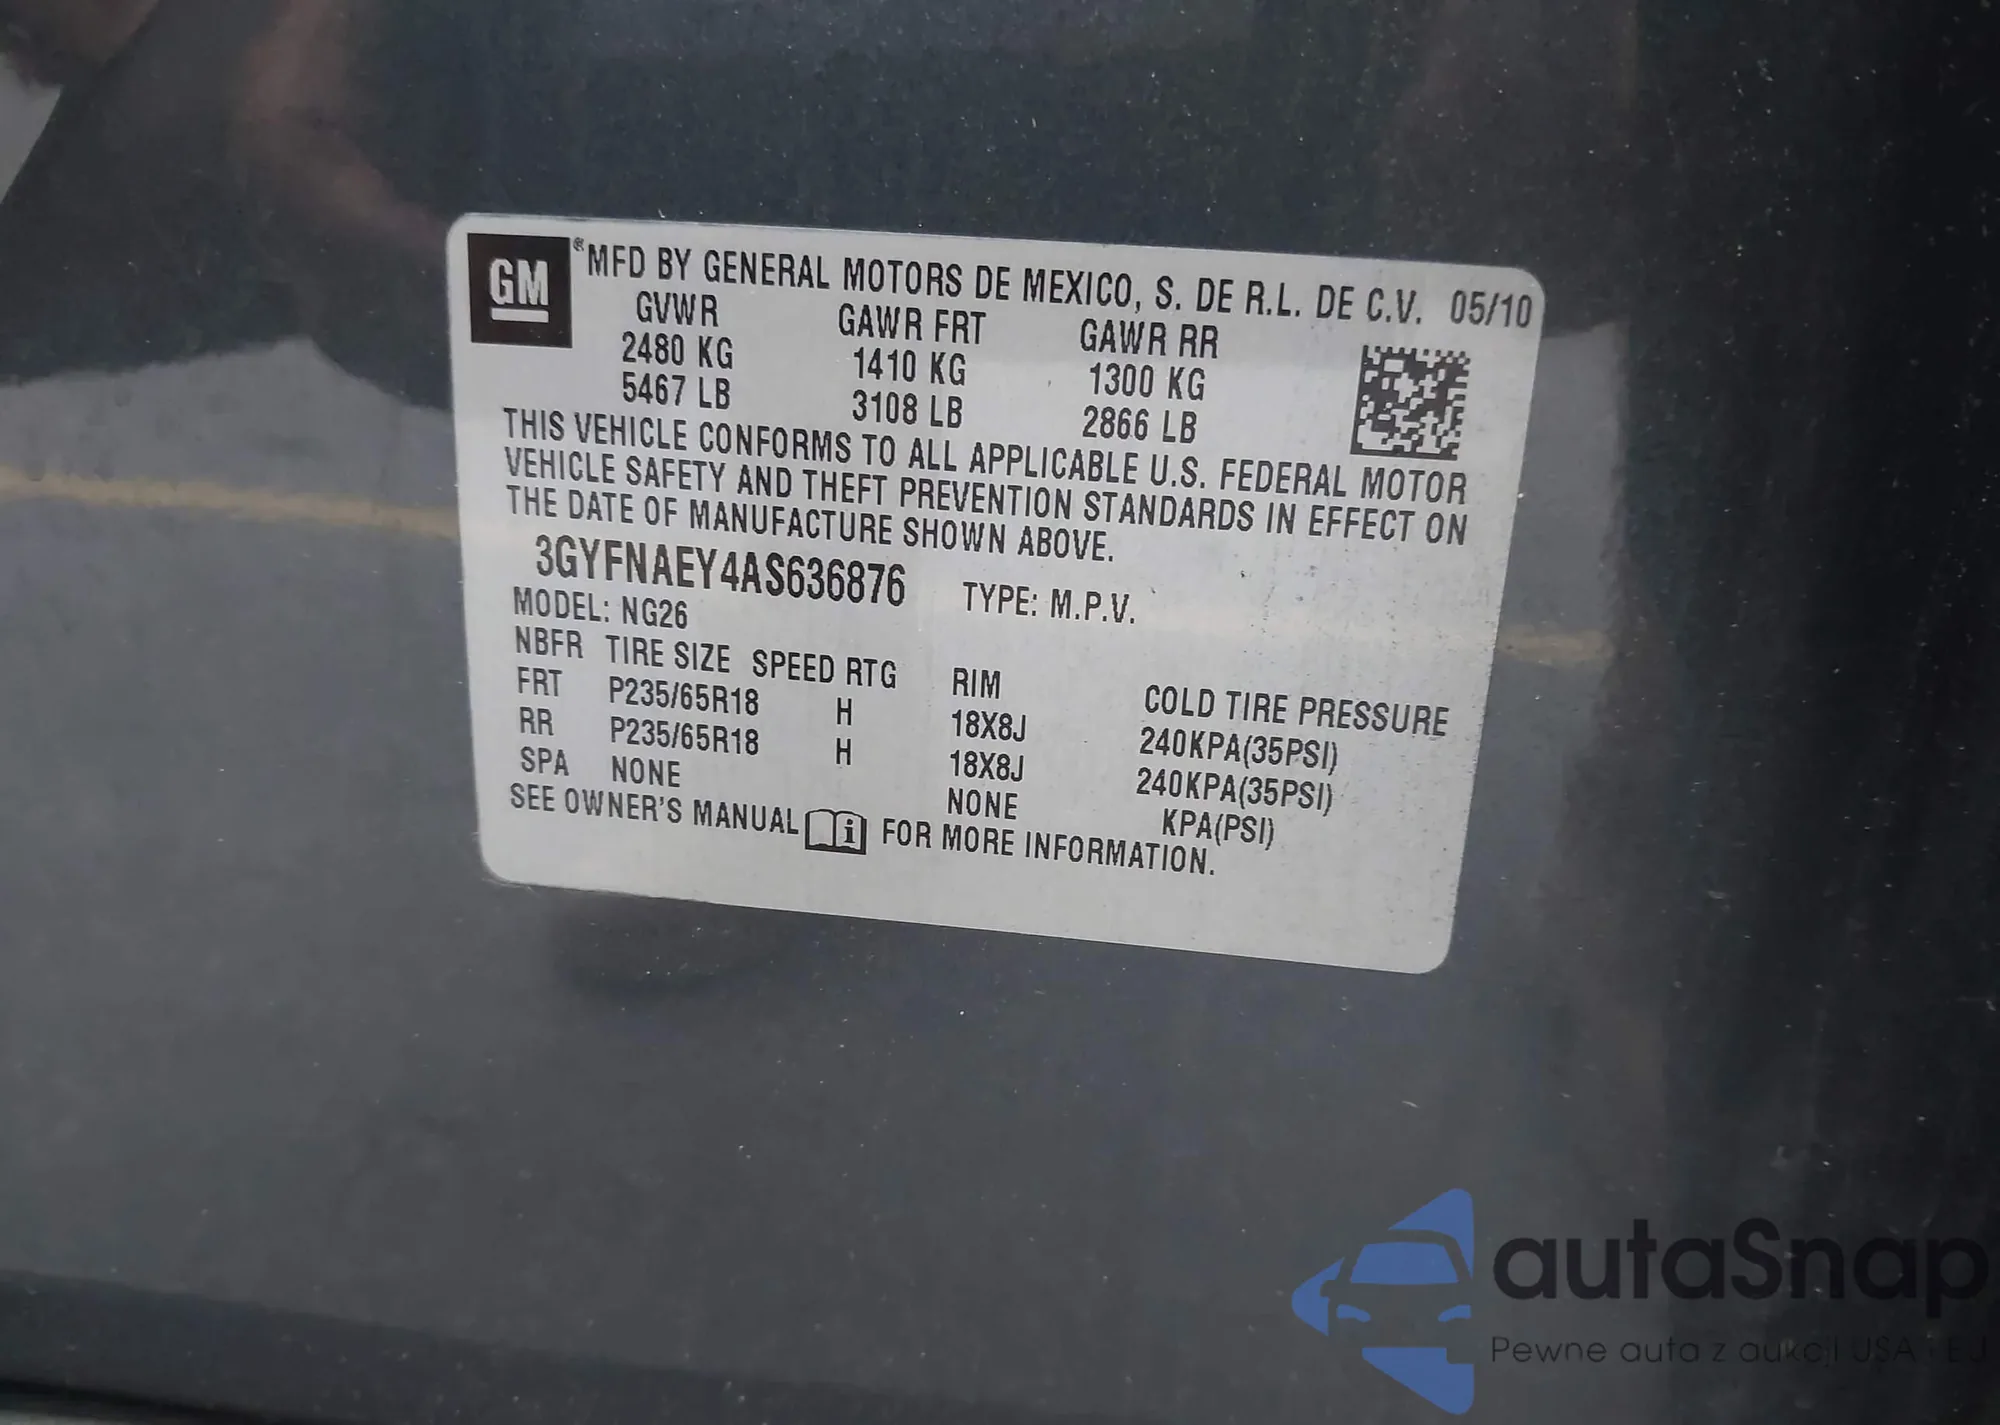 GM ® MFD BY GENERAL MOTORS DE MEXICO, S. DE R.L. DE C.V. 05/10
GVWR GAWR FRT GAWR RR
2480 KG 1410 KG 1300 KG
5467 LB 3108 LB 2866 LB
THIS VEHICLE CONFORMS TO ALL APPLICABLE U.S. FEDERAL MOTOR
VEHICLE SAFETY AND THEFT PREVENTION STANDARDS IN EFFECT ON
THE DATE OF MANUFACTURE SHOWN ABOVE.
3GYFNAEY4AS636876 TYPE: M.P.V.
MODEL: NG26
NBFR TIRE SIZE SPEED RTG RIM COLD TIRE PRESSURE
FRT P235/65R18 H 18X8J 240KPA(35PSI)
RR P235/65R18 H 18X8J 240KPA(35PSI)
SPA NONE NONE KPA(PSI)
SEE OWNER'S MANUAL FOR MORE INFORMATION.
autaSnap
Pewne auta z aukcji USA i EU